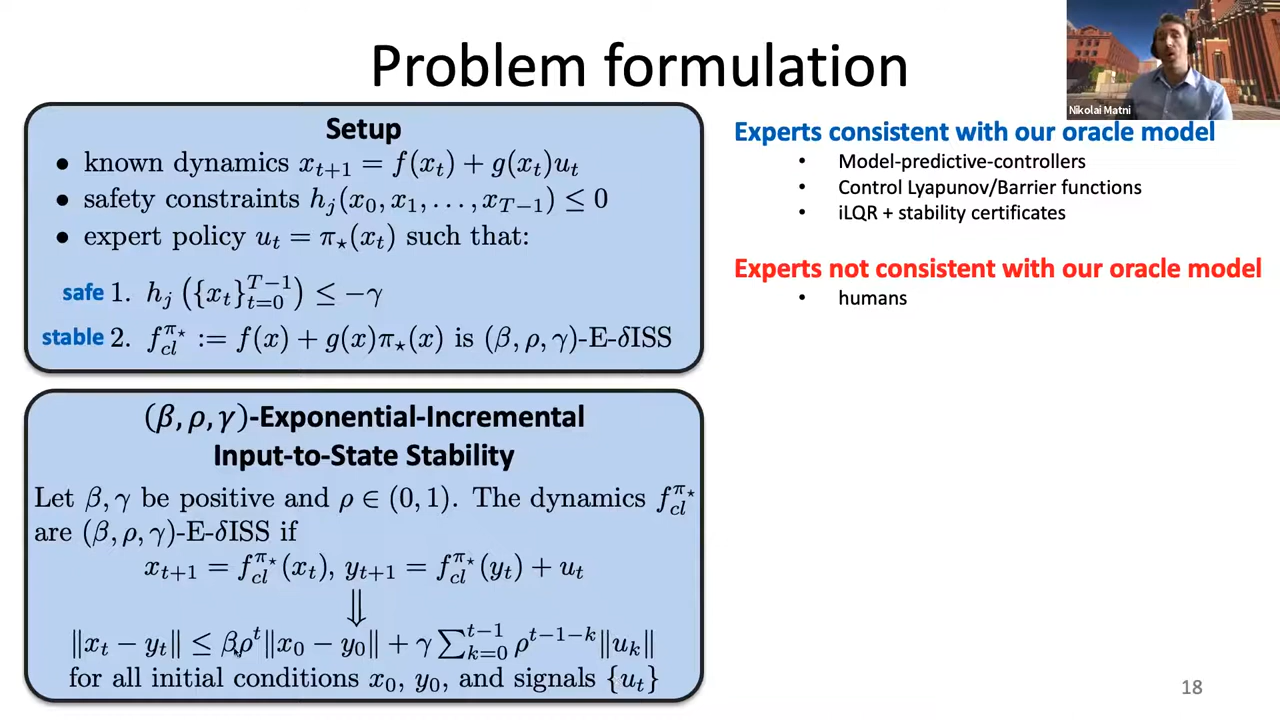 Problem formulation
Nikolai Matni
Setup
• known dynamics x_{t+1} = f(x_t) + g(x_t)u_t
• safety constraints h_j(x_0, x_1, . . . , x_{T−1}) ≤ 0
• expert policy u_t = π_⋆(x_t) such that:
safe 1. h_j ({x_t}_{t=0}^{T−1}) ≤ −γ
stable 2. f_{cl}^{π_⋆} := f(x) + g(x)π_⋆(x) is (β, ρ, γ)-E-δISS
(β, ρ, γ)-Exponential-Incremental
Input-to-State Stability
Let β, γ be positive and ρ ∈ (0, 1). The dynamics f_{cl}^{π_⋆}
are (β, ρ, γ)-E-δISS if
x_{t+1} = f_{cl}^{π_⋆}(x_t), y_{t+1} = f_{cl}^{π_⋆}(y_t) + u_t
⇓
‖x_t − y_t‖ ≤ βρ^t‖x_0 − y_0‖ + γ ∑_{k=0}^{t−1} ρ^{t−1−k}‖u_k‖
for all initial conditions x_0, y_0, and signals {u_t}
Experts consistent with our oracle model
• Model-predictive-controllers
• Control Lyapunov/Barrier functions
• iLQR + stability certificates
Experts not consistent with our oracle model
• humans
18